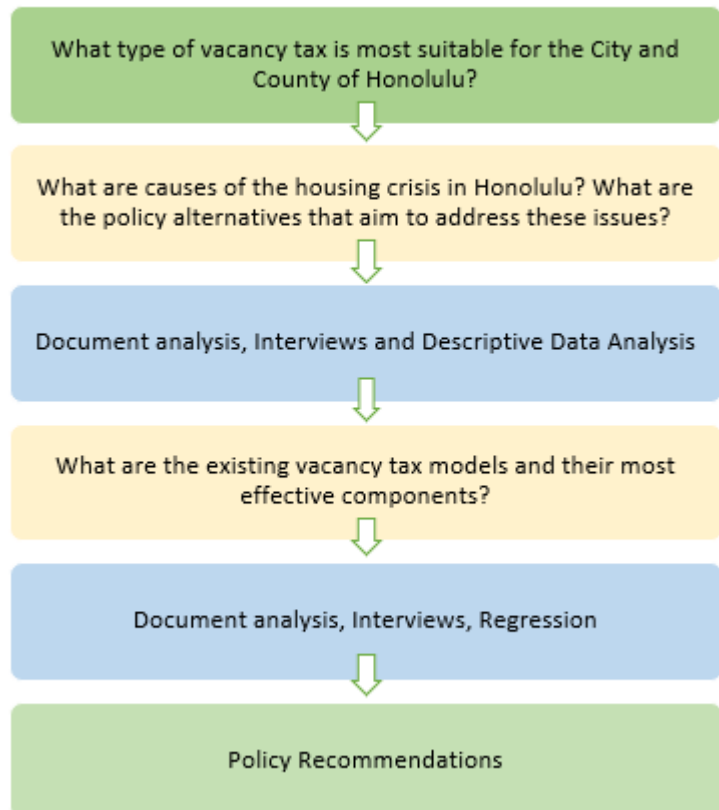 What type of vacancy tax is most suitable for the City and
County of Honolulu?
What are causes of the housing crisis in Honolulu? What are
the policy alternatives that aim to address these issues?
Document analysis, Interviews and Descriptive Data Analysis
What are the existing vacancy tax models and their most
effective components?
Document analysis, Interviews, Regression
Policy Recommendations